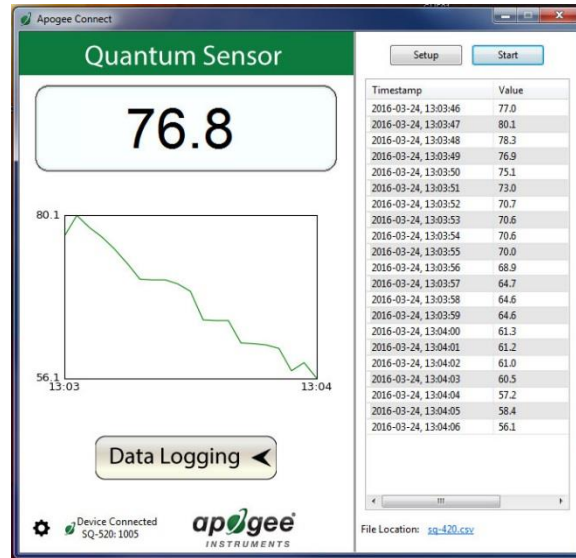 Apogee Connect
Quantum Sensor
76.8
80.1
56.1
13:03
13:04
Data Logging
Device Connected
SQ-520: 1005
apogee
INSTRUMENTS
Setup
Start
Timestamp Value
2016-03-24, 13:03:46 77.0
2016-03-24, 13:03:47 80.1
2016-03-24, 13:03:48 78.3
2016-03-24, 13:03:49 76.9
2016-03-24, 13:03:50 75.1
2016-03-24, 13:03:51 73.0
2016-03-24, 13:03:52 70.7
2016-03-24, 13:03:53 70.6
2016-03-24, 13:03:54 70.6
2016-03-24, 13:03:55 70.0
2016-03-24, 13:03:56 68.9
2016-03-24, 13:03:57 64.7
2016-03-24, 13:03:58 64.6
2016-03-24, 13:03:59 64.6
2016-03-24, 13:04:00 61.3
2016-03-24, 13:04:01 61.2
2016-03-24, 13:04:02 61.0
2016-03-24, 13:04:03 60.5
2016-03-24, 13:04:04 57.2
2016-03-24, 13:04:05 58.4
2016-03-24, 13:04:06 56.1
File Location: sq-420.csv